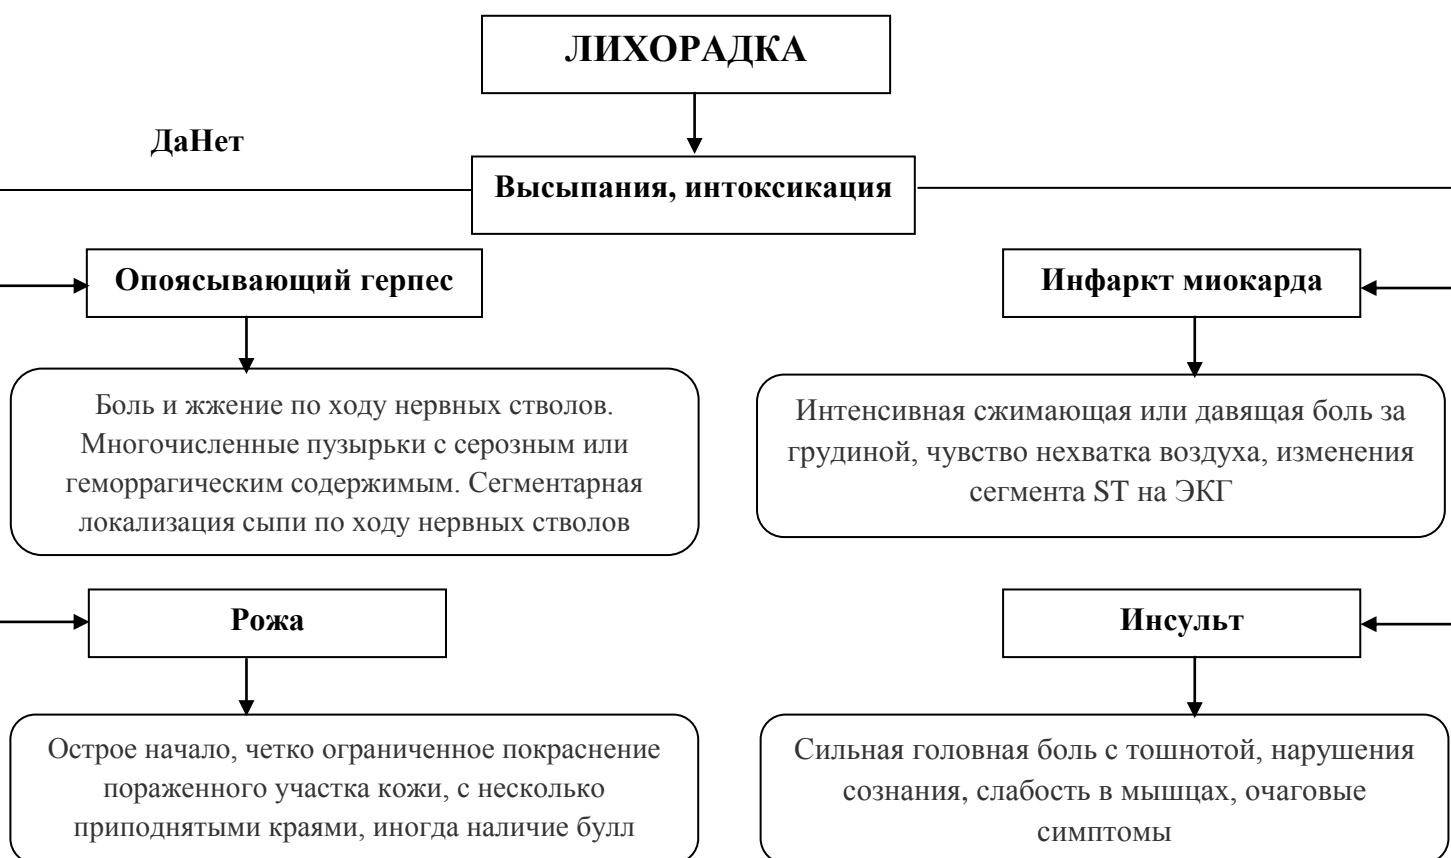 ЛИХОРАДКА
ДаНет
Высыпания, интоксикация
Опоясывающий герпес
Инфаркт миокарда
Боль и жжение по ходу нервных стволов.
Многочисленные пузырьки с серозным или
геморрагическим содержимым. Сегментарная
локализация сыпи по ходу нервных стволов
Интенсивная сжимающая или давящая боль за
грудиной, чувство нехватка воздуха, изменения
сегмента ST на ЭКГ
Рожа
Инсульт
Острое начало, четко ограниченное покраснение
пораженного участка кожи, с несколько
приподнятыми краями, иногда наличие булл
Сильная головная боль с тошнотой, нарушения
сознания, слабость в мышцах, очаговые
симптомы